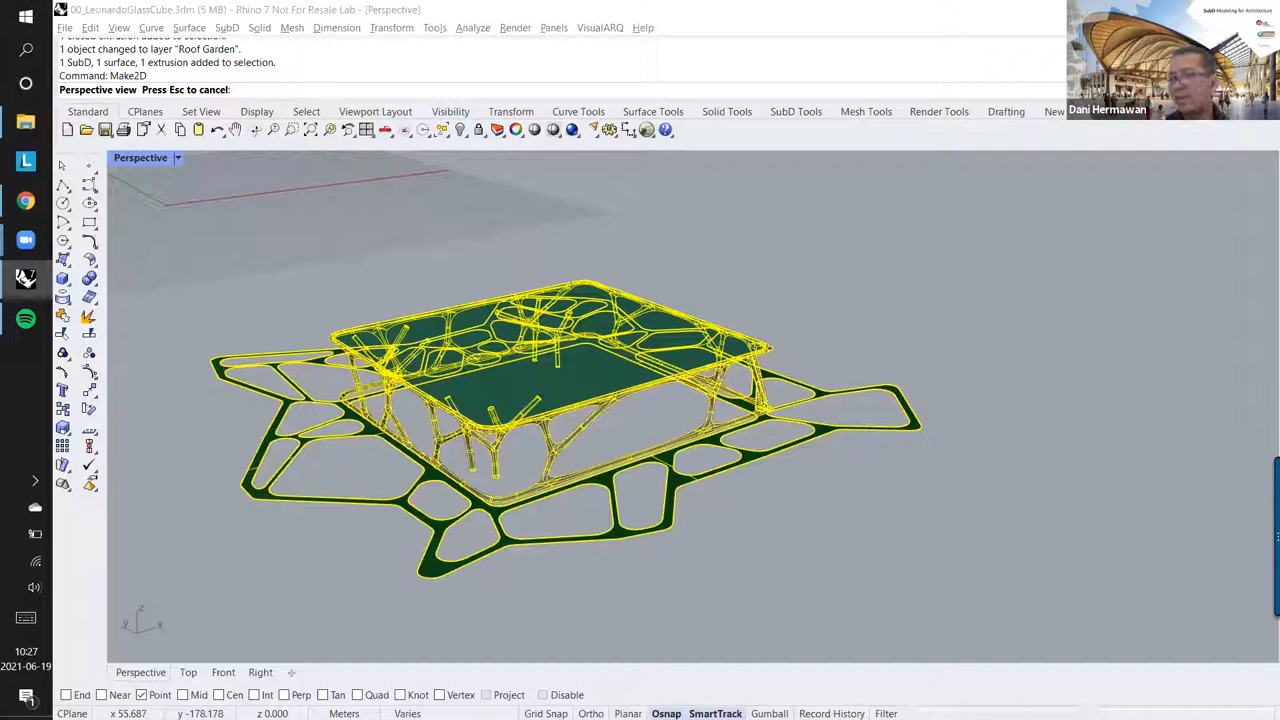 00_LeonardoGlassCube.3dm (5 MB) - Rhino 7 Not For Resale Lab - [Perspective]
File Edit View Curve Surface SubD Solid Mesh Dimension Transform Tools Analyze Render Panels VisualARQ Help
1 object changed to layer "Roof Garden".
1 SubD, 1 surface, 1 extrusion added to selection.
Command: Make2D
Perspective view Press Esc to cancel:
Standard CPlanes Set View Display Select Viewport Layout Visibility Transform Curve Tools Surface Tools Solid Tools SubD Tools Mesh Tools Render Tools Drafting New
SubD Modeling for Architecture
Dani Hermawan
Perspective
z
y x
Perspective Top Front Right
End Near Point Mid Cen Int Perp Tan Quad Knot Vertex Project Disable
CPlane x 55.687 y -178.178 z 0.000 Meters Varies Grid Snap Ortho Planar Osnap SmartTrack Gumball Record History Filter
10:27
2021-06-19
1